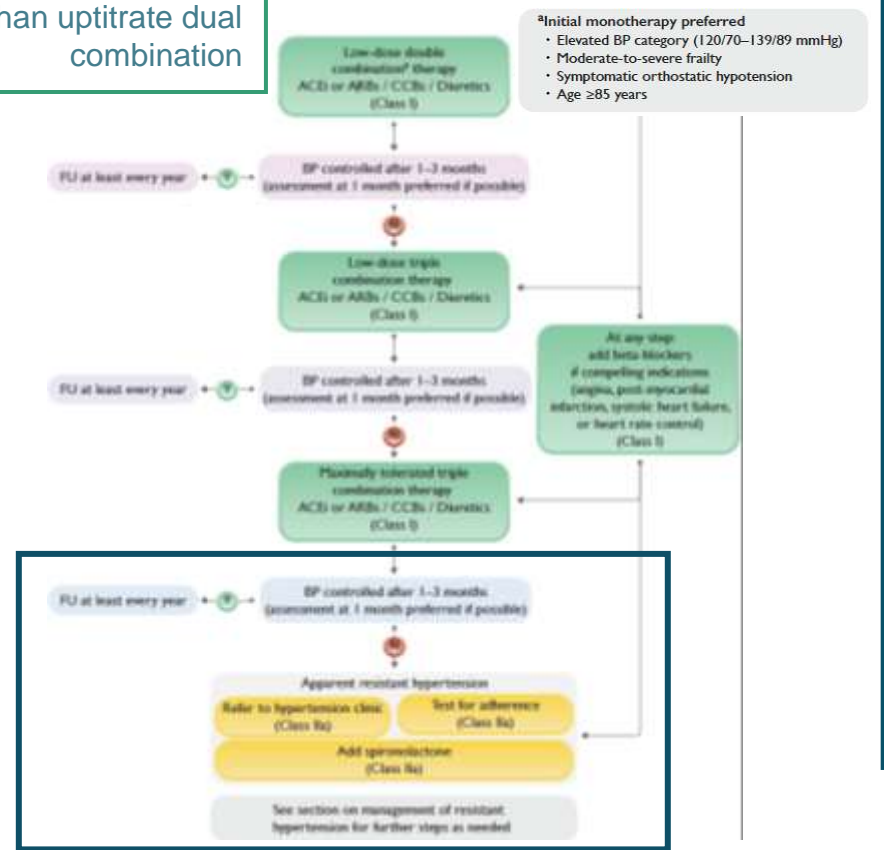 than uptitrate dual
combination
ᵃInitial monotherapy preferred
• Elevated BP category (120/70–139/89 mmHg)
• Moderate-to-severe frailty
• Symptomatic orthostatic hypotension
• Age ≥85 years
Low-dose double
combinationᵃ therapy
ACEi or ARBs / CCBs / Diuretics
(Class I)
FU at least every year
Y
BP controlled after 1–3 months
(assessment at 1 month preferred if possible)
N
Low-dose triple
combination therapy
ACEi or ARBs / CCBs / Diuretics
(Class I)
At any step:
add beta-blockers
if compelling indications
(angina, post-myocardial
infarction, systolic heart failure,
or heart rate control)
(Class I)
FU at least every year
Y
BP controlled after 1–3 months
(assessment at 1 month preferred if possible)
N
Maximally tolerated triple
combination therapy
ACEi or ARBs / CCBs / Diuretics
(Class I)
FU at least every year
Y
BP controlled after 1–3 months
(assessment at 1 month preferred if possible)
N
Apparent resistant hypertension
Refer to hypertension clinic
(Class IIa)
Test for adherence
(Class IIa)
Add spironolactone
(Class IIa)
See section on management of resistant
hypertension for further steps as needed